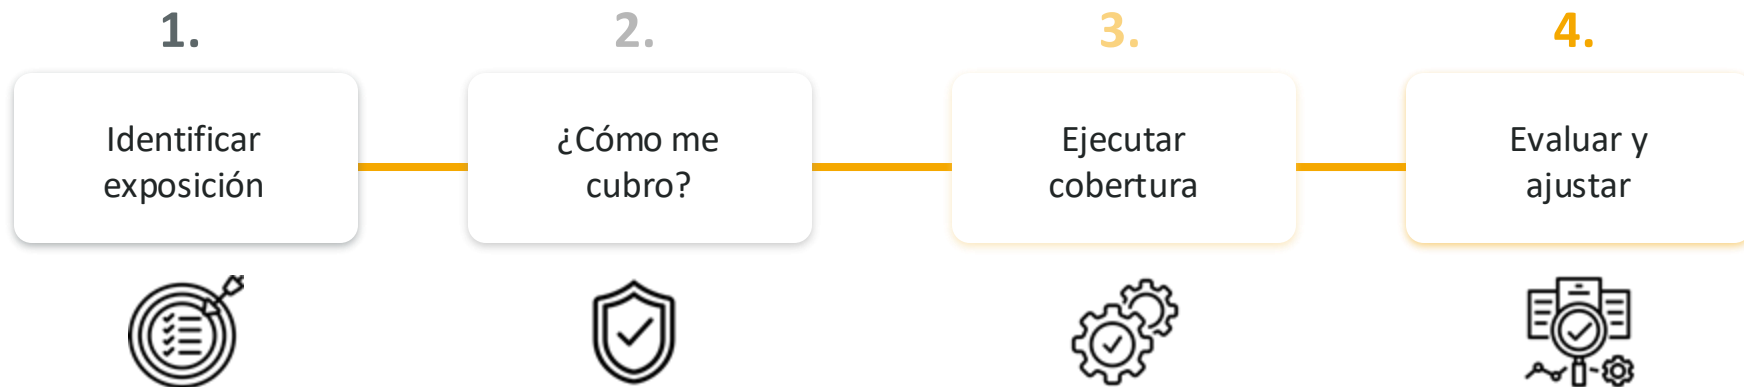 1.
Identificar
exposición
2.
¿Cómo me
cubro?
3.
Ejecutar
cobertura
4.
Evaluar y
ajustar